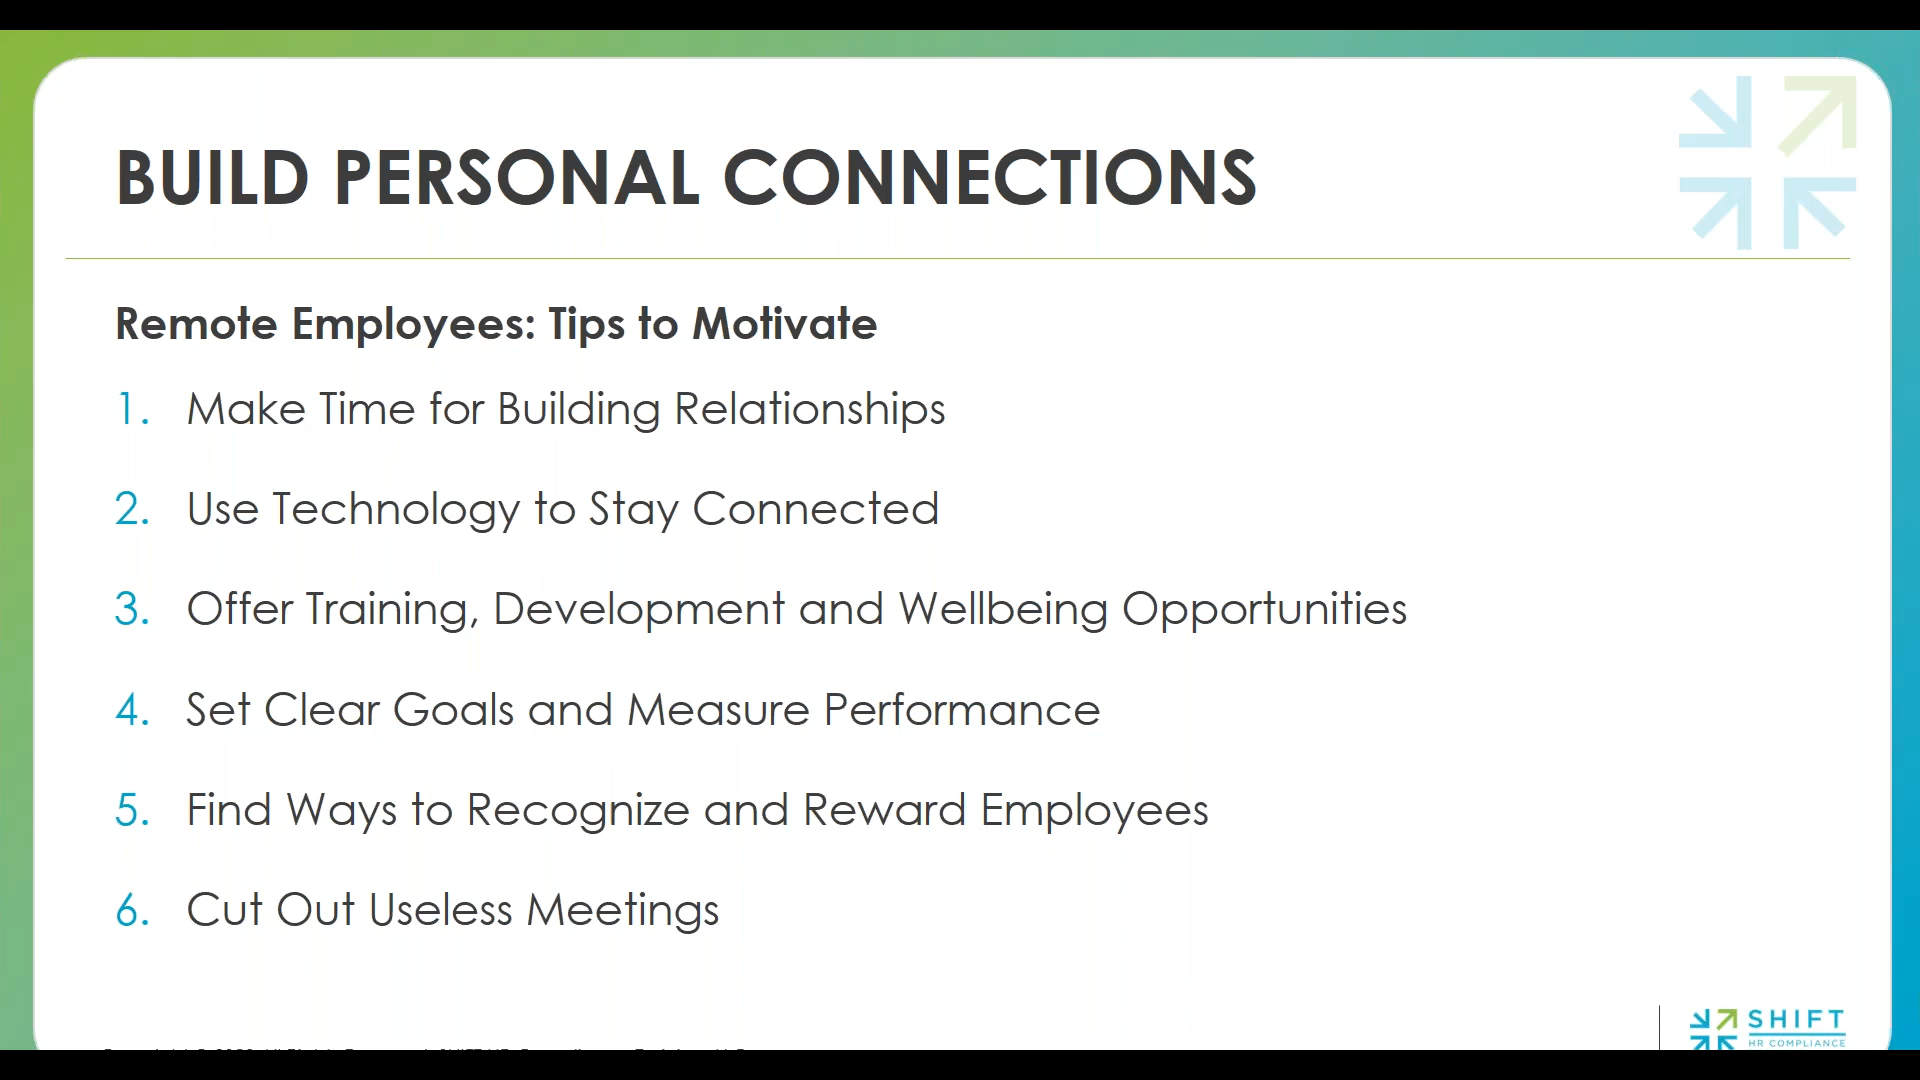 BUILD PERSONAL CONNECTIONS
Remote Employees: Tips to Motivate
1. Make Time for Building Relationships
2. Use Technology to Stay Connected
3. Offer Training, Development and Wellbeing Opportunities
4. Set Clear Goals and Measure Performance
5. Find Ways to Recognize and Reward Employees
6. Cut Out Useless Meetings
SHIFT
HR COMPLIANCE